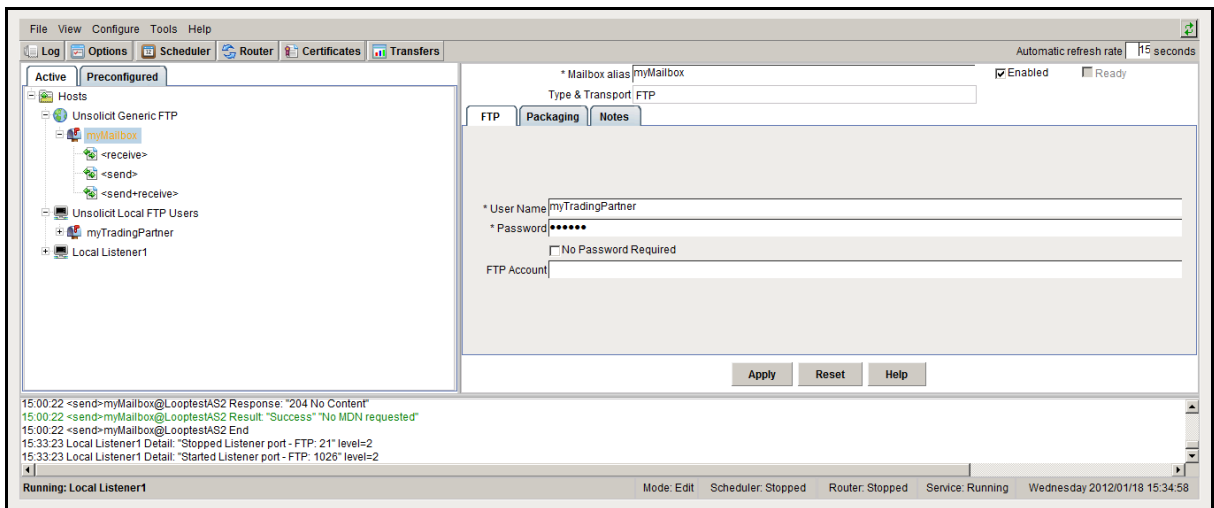 File View Configure Tools Help
Log Options Scheduler Router Certificates Transfers Automatic refresh rate 15 seconds
Active Preconfigured
Hosts
Unsolicit Generic FTP
myMailbox
<receive>
<send>
<send+receive>
Unsolicit Local FTP Users
myTradingPartner
Local Listener1
* Mailbox alias myMailbox Enabled Ready
Type & Transport FTP
FTP Packaging Notes
* User Name myTradingPartner
* Password ••••••
No Password Required
FTP Account
Apply Reset Help
15:00:22 <send>myMailbox@LooptestAS2 Response: "204 No Content"
15:00:22 <send>myMailbox@LooptestAS2 Result: "Success" "No MDN requested"
15:00:22 <send>myMailbox@LooptestAS2 End
15:33:23 Local Listener1 Detail: "Stopped Listener port - FTP: 21" level=2
15:33:23 Local Listener1 Detail: "Started Listener port - FTP: 1026" level=2
Running: Local Listener1 Mode: Edit Scheduler: Stopped Router: Stopped Service: Running Wednesday 2012/01/18 15:34:58